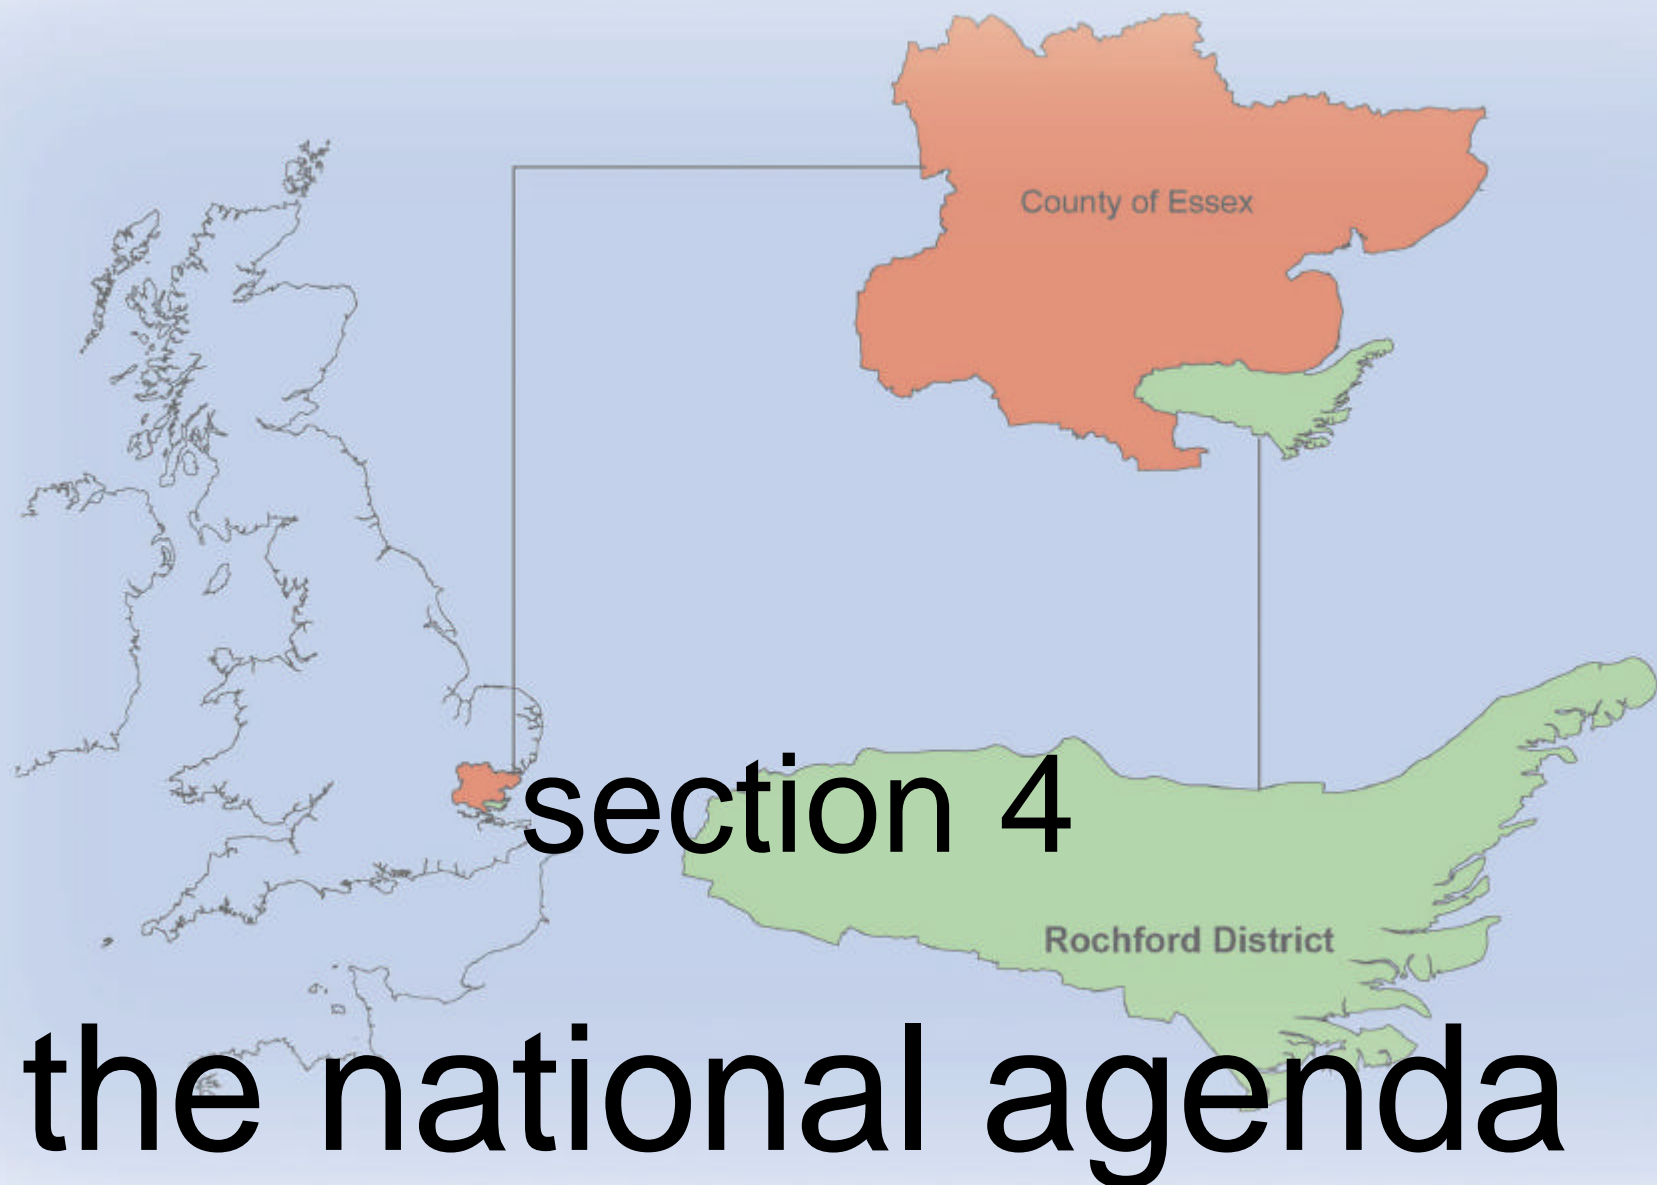 County of Essex
section 4
Rochford District
the national agenda